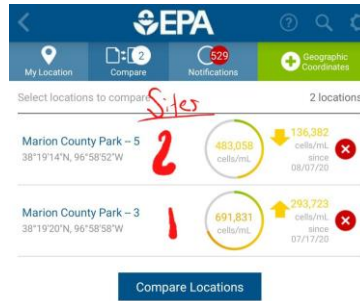 EPA
My Location
2
Compare
529
Notifications
Geographic
Coordinates
Select locations to compare
2 locations
Sites
Marion County Park – 5
38°19'14"N, 96°58'52"W
2
483,058
cells/mL
136,382
cells/mL
since
08/07/20
Marion County Park – 3
38°19'20"N, 96°58'58"W
1
691,831
cells/mL
293,723
cells/mL
since
07/17/20
Compare Locations